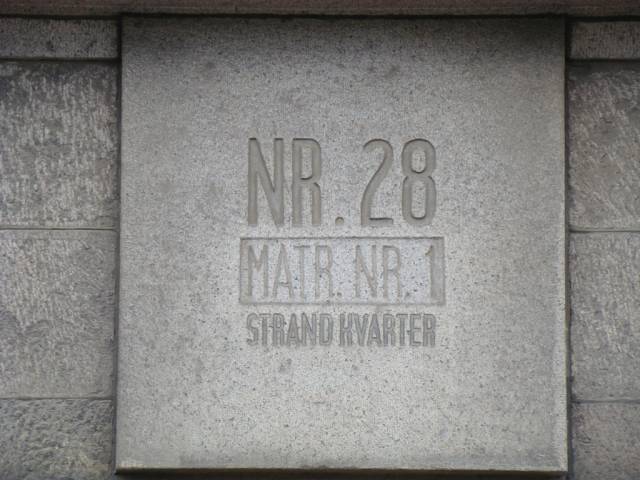 NR. 28
MATR. NR. 1
STRAND KVARTER